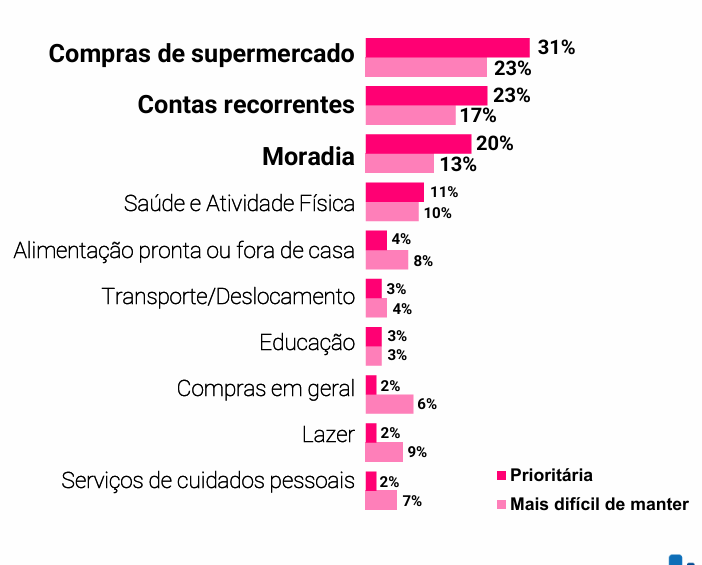 Compras de supermercado
31%
23%
Contas recorrentes
23%
17%
Moradia
20%
13%
Saúde e Atividade Física
11%
10%
Alimentação pronta ou fora de casa
4%
8%
Transporte/Deslocamento
3%
4%
Educação
3%
3%
Compras em geral
2%
6%
Lazer
2%
9%
Serviços de cuidados pessoais
2%
7%
Prioritária
Mais difícil de manter